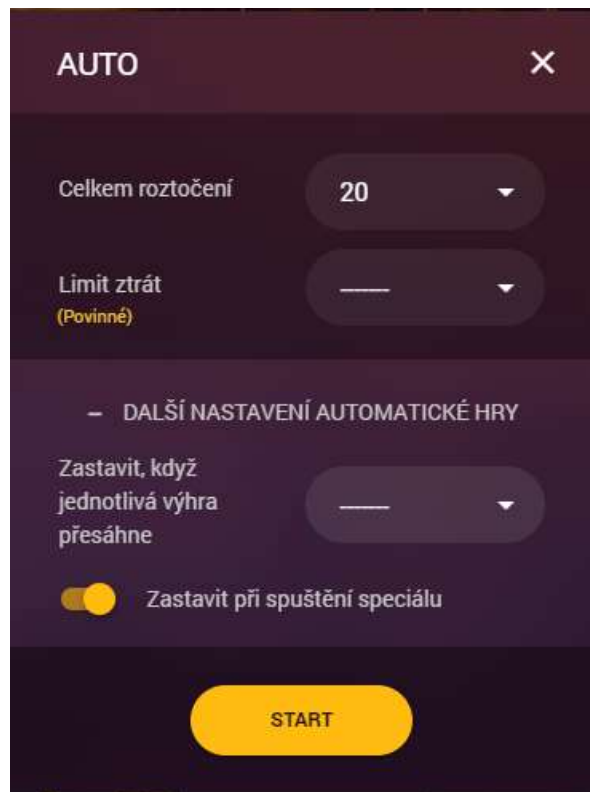 AUTO
Celkem roztočení
20
Limit ztrát
(Povinné)
-------
– DALŠÍ NASTAVENÍ AUTOMATICKÉ HRY
Zastavit, když
jednotlivá výhra
přesáhne
-------
Zastavit při spuštění speciálu
START